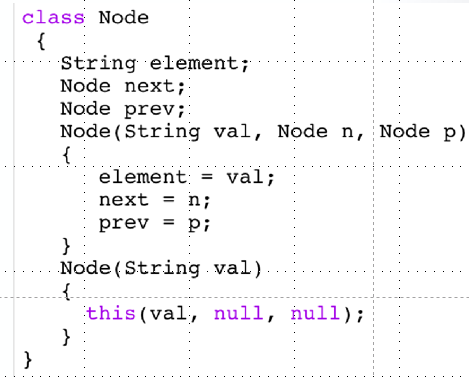 class Node
{
String element;
Node next;
Node prev;
Node(String val, Node n, Node p)
{
element = val;
next = n;
prev = p;
}
Node(String val)
{
this(val, null, null);
}
}